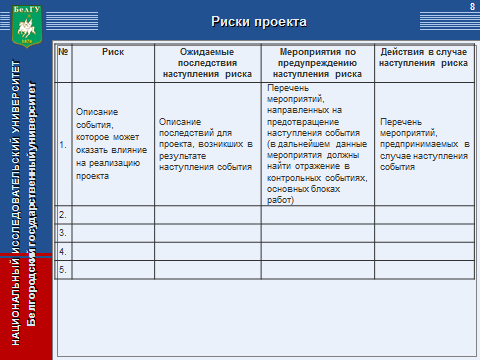 БелГУ
1876
8
Риски проекта
НАЦИОНАЛЬНЫЙ ИССЛЕДОВАТЕЛЬСКИЙ УНИВЕРСИТЕТ
Белгородский государственный университет
№
Риск
Ожидаемые
последствия
наступления риска
Мероприятия по
предупреждению
наступления риска
Действия в случае
наступления риска
1.
Описание
события,
которое может
оказать влияние
на реализацию
проекта
Описание
последствий для
проекта, возникших в
результате
наступления события
Перечень
мероприятий,
направленных на
предотвращение
наступления события
(в дальнейшем данные
мероприятия должны
найти отражение в
контрольных событиях,
основных блоках
работ)
Перечень
мероприятий,
предпринимаемых в
случае наступления
события
2.
3.
4.
5.